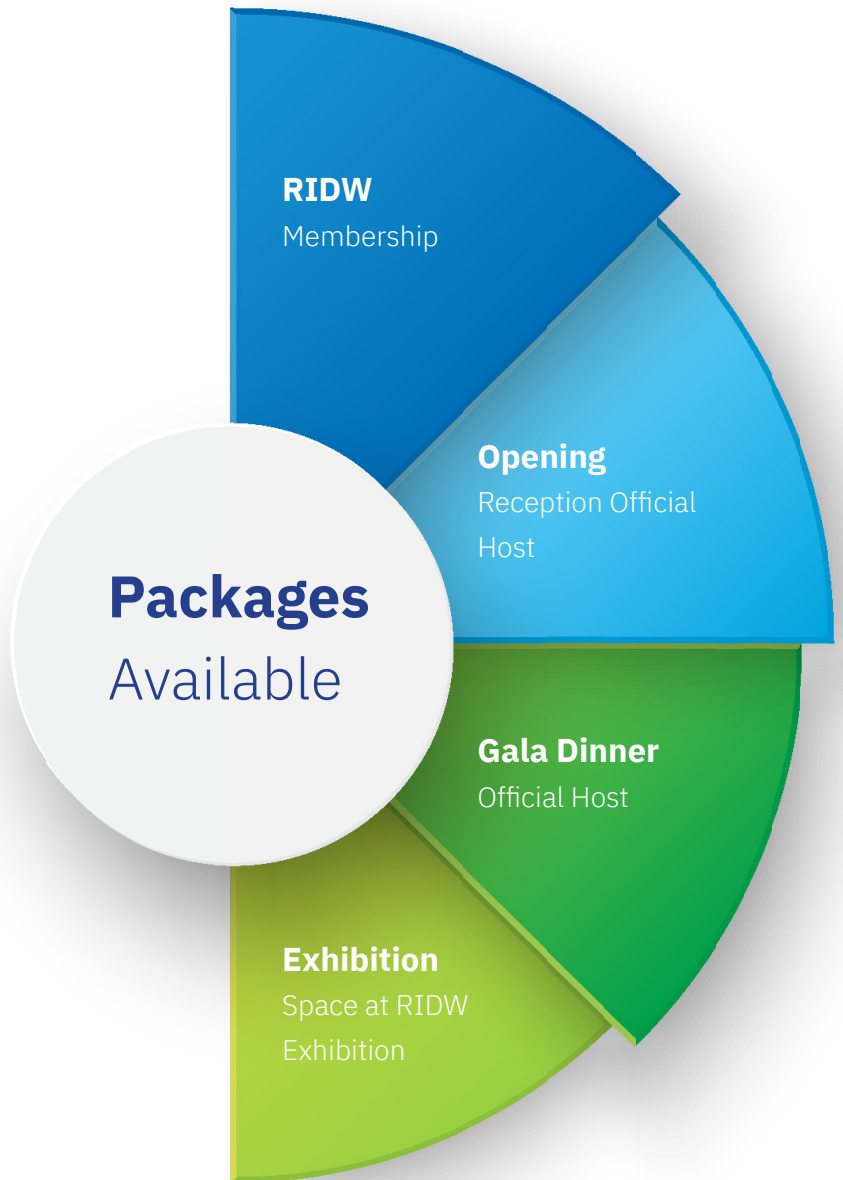 RIDW
Membership
Opening
Reception Official
Host
Packages
Available
Gala Dinner
Official Host
Exhibition
Space at RIDW
Exhibition